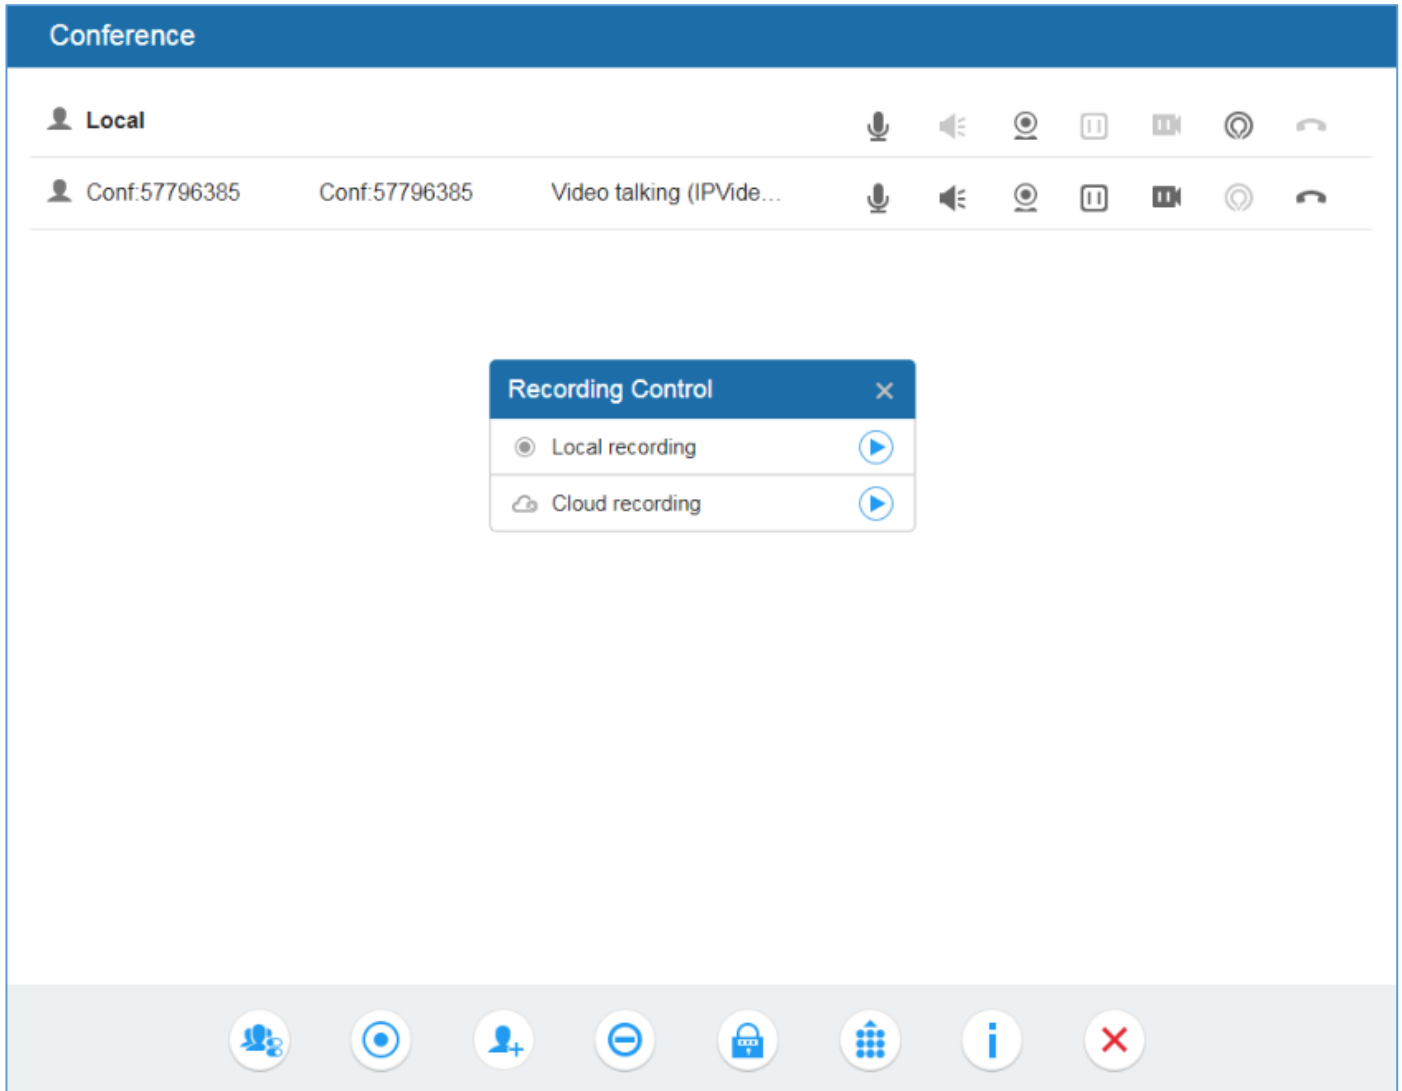 Conference
Local
Conf:57796385 Conf:57796385 Video talking (IPVide...
Recording Control
Local recording
Cloud recording